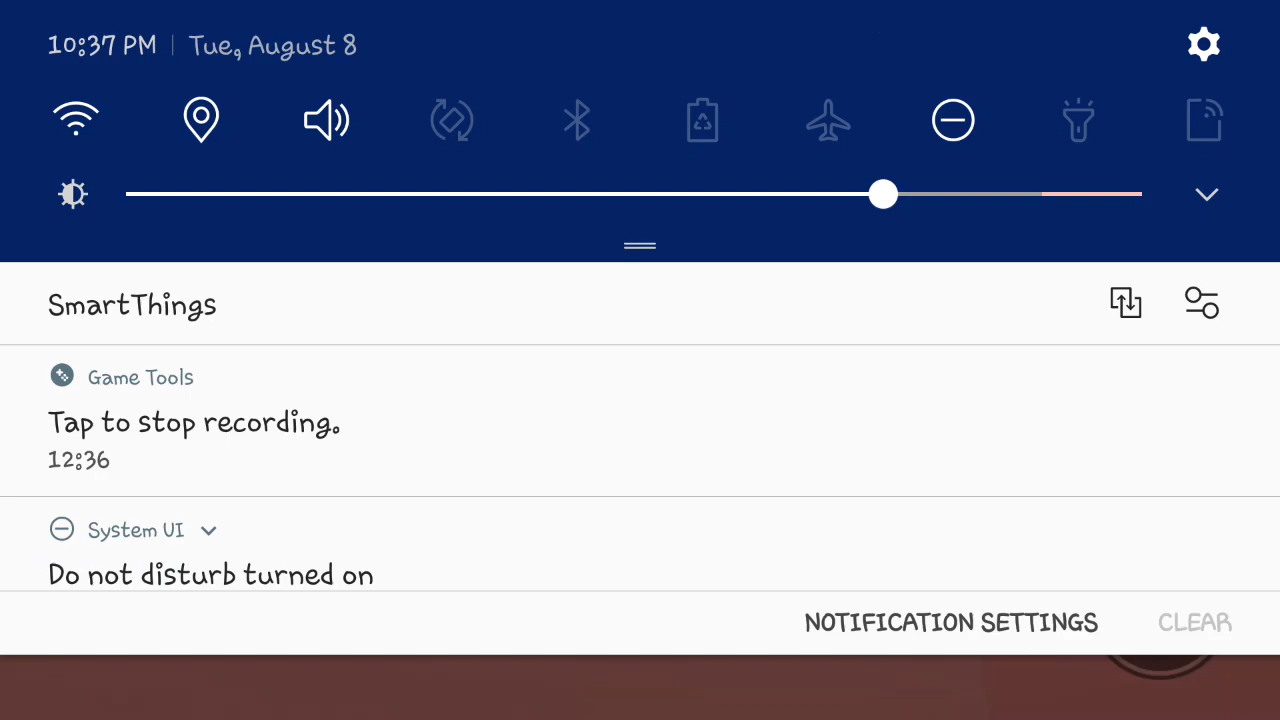 10:37 PM | Tue, August 8
SmartThings
Game Tools
Tap to stop recording.
12:36
System UI
Do not disturb turned on
NOTIFICATION SETTINGS CLEAR